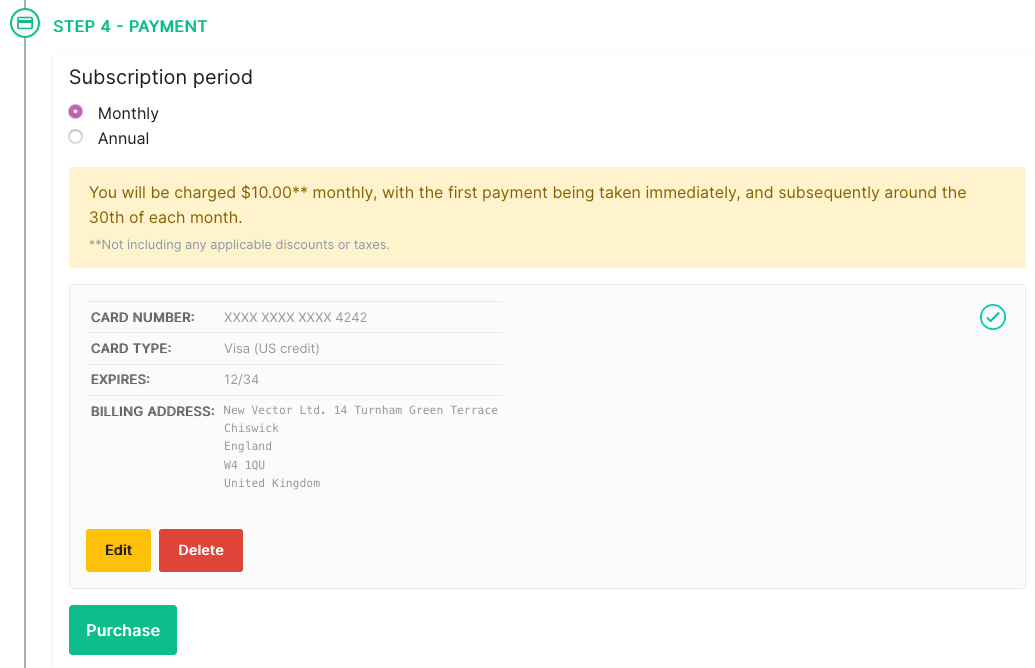 STEP 4 - PAYMENT
Subscription period
Monthly
Annual
You will be charged $10.00** monthly, with the first payment being taken immediately, and subsequently around the
30th of each month.
**Not including any applicable discounts or taxes.
CARD NUMBER: XXXX XXXX XXXX 4242
CARD TYPE: Visa (US credit)
EXPIRES: 12/34
BILLING ADDRESS: New Vector Ltd. 14 Turnham Green Terrace
Chiswick
England
W4 1QU
United Kingdom
Edit Delete
Purchase